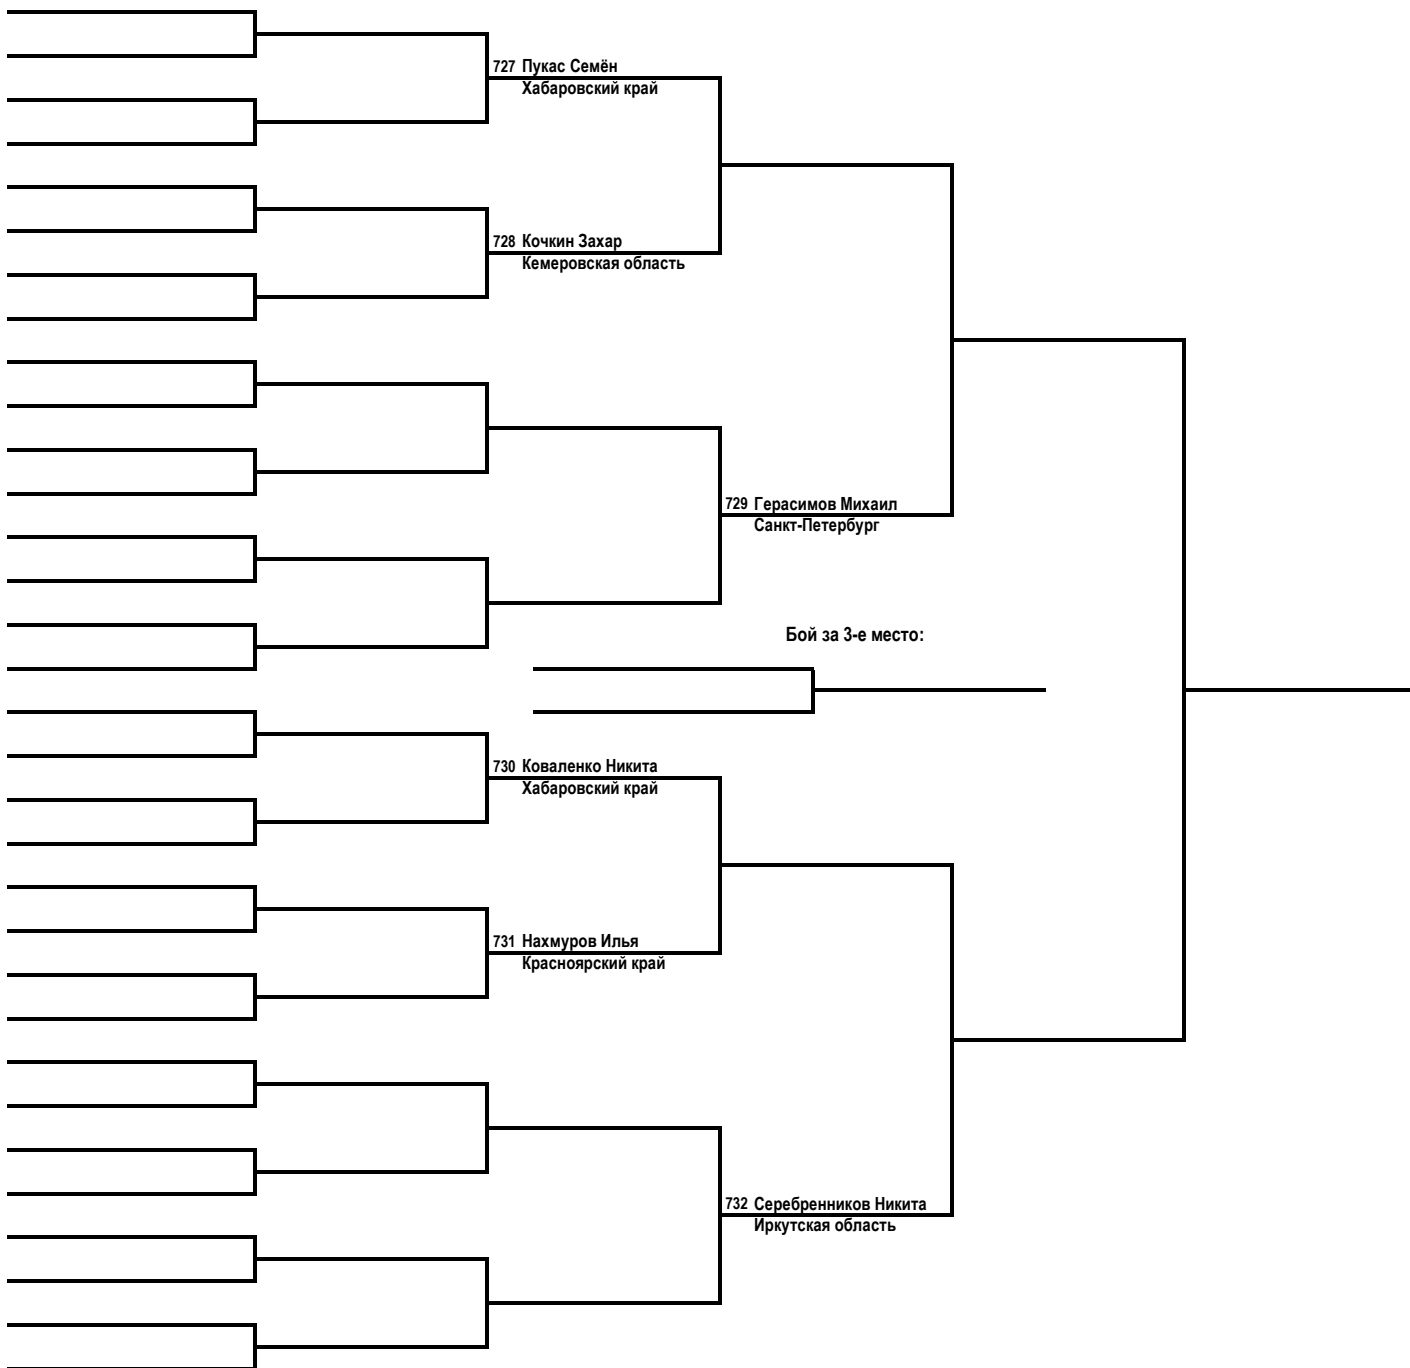 727 Пукас Семён
Хабаровский край
728 Кочкин Захар
Кемеровская область
729 Герасимов Михаил
Санкт-Петербург
Бой за 3-е место:
730 Коваленко Никита
Хабаровский край
731 Нахмуров Илья
Красноярский край
732 Серебренников Никита
Иркутская область